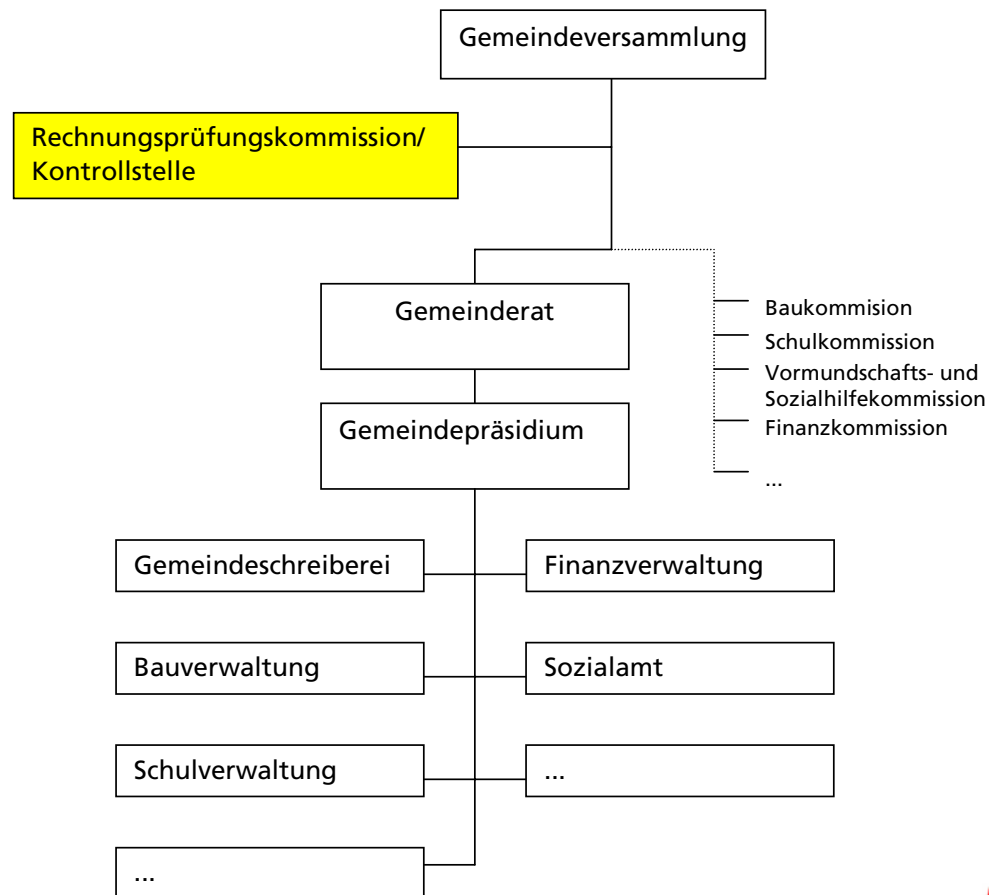 Gemeindeversammlung
Rechnungsprüfungskommission/
Kontrollstelle
Gemeinderat
Baukommision
Schulkommission
Vormundschafts- und
Sozialhilfekommission
Finanzkommission
...
Gemeindepräsidium
Gemeindeschreiberei
Finanzverwaltung
Bauverwaltung
Sozialamt
Schulverwaltung
...
...